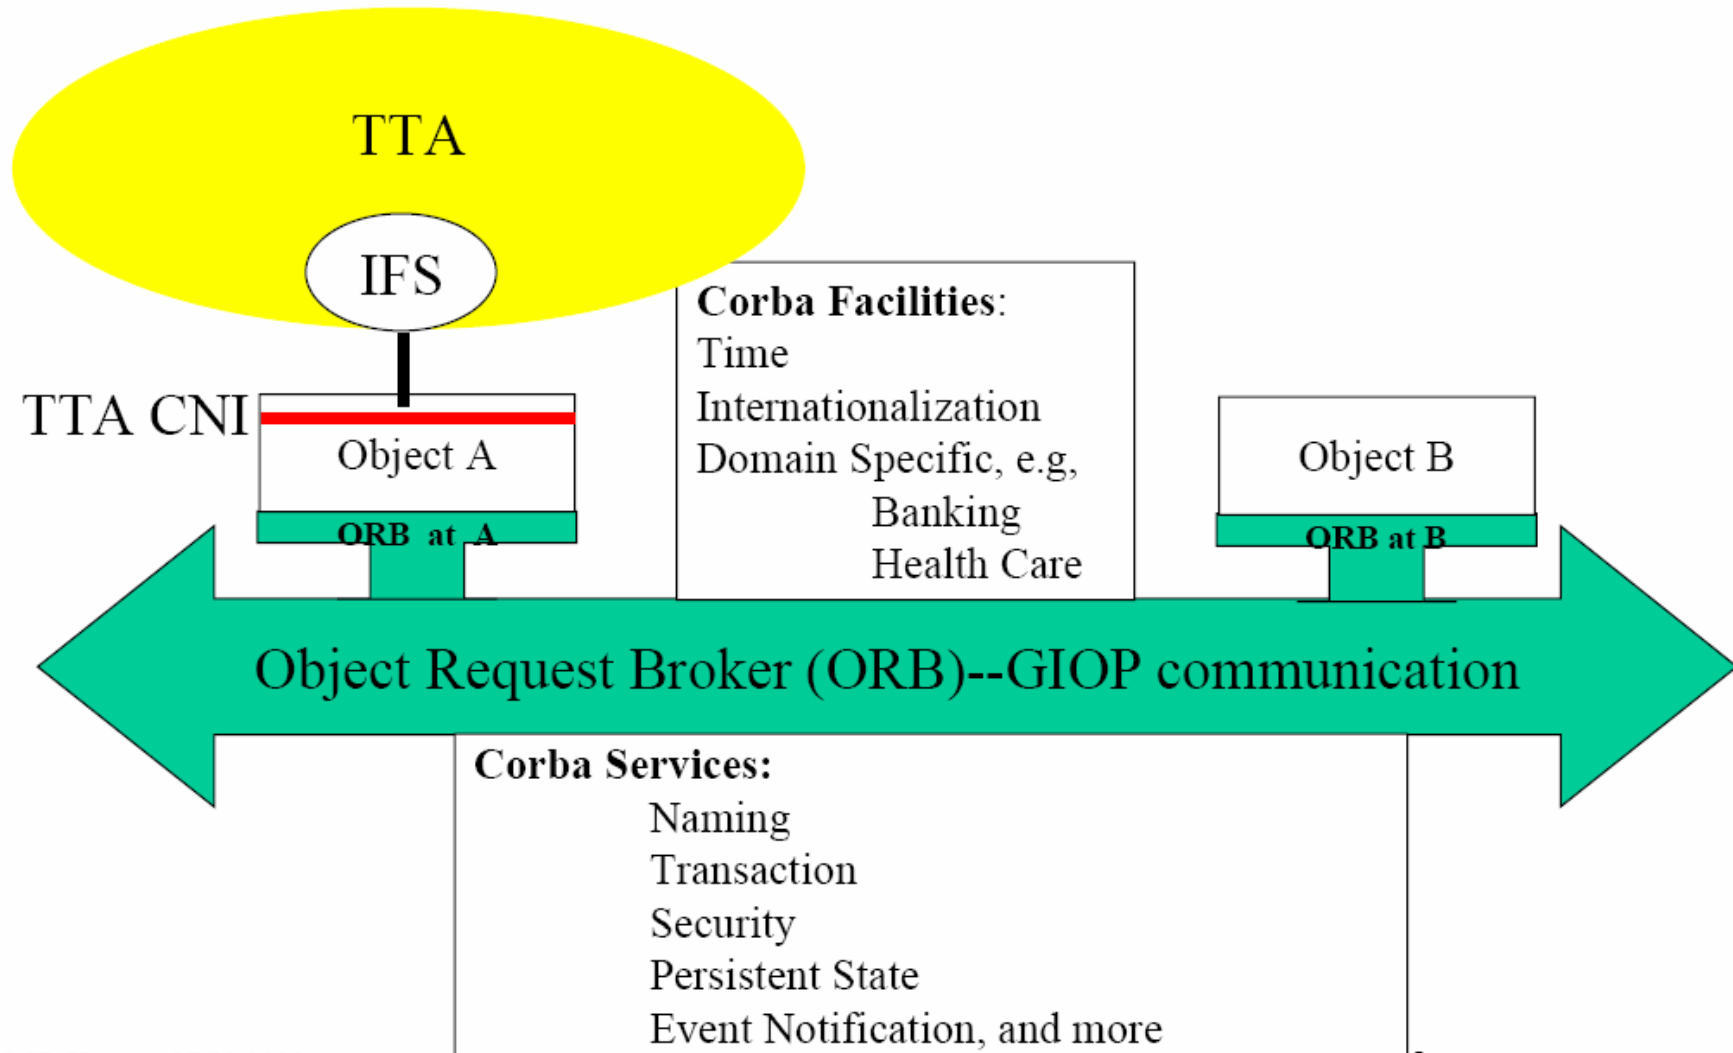 TTA
IFS
TTA CNI
Object A
ORB at A
Corba Facilities:
Time
Internationalization
Domain Specific, e.g,
Banking
Health Care
Object B
ORB at B
Object Request Broker (ORB)--GIOP communication
Corba Services:
Naming
Transaction
Security
Persistent State
Event Notification, and more